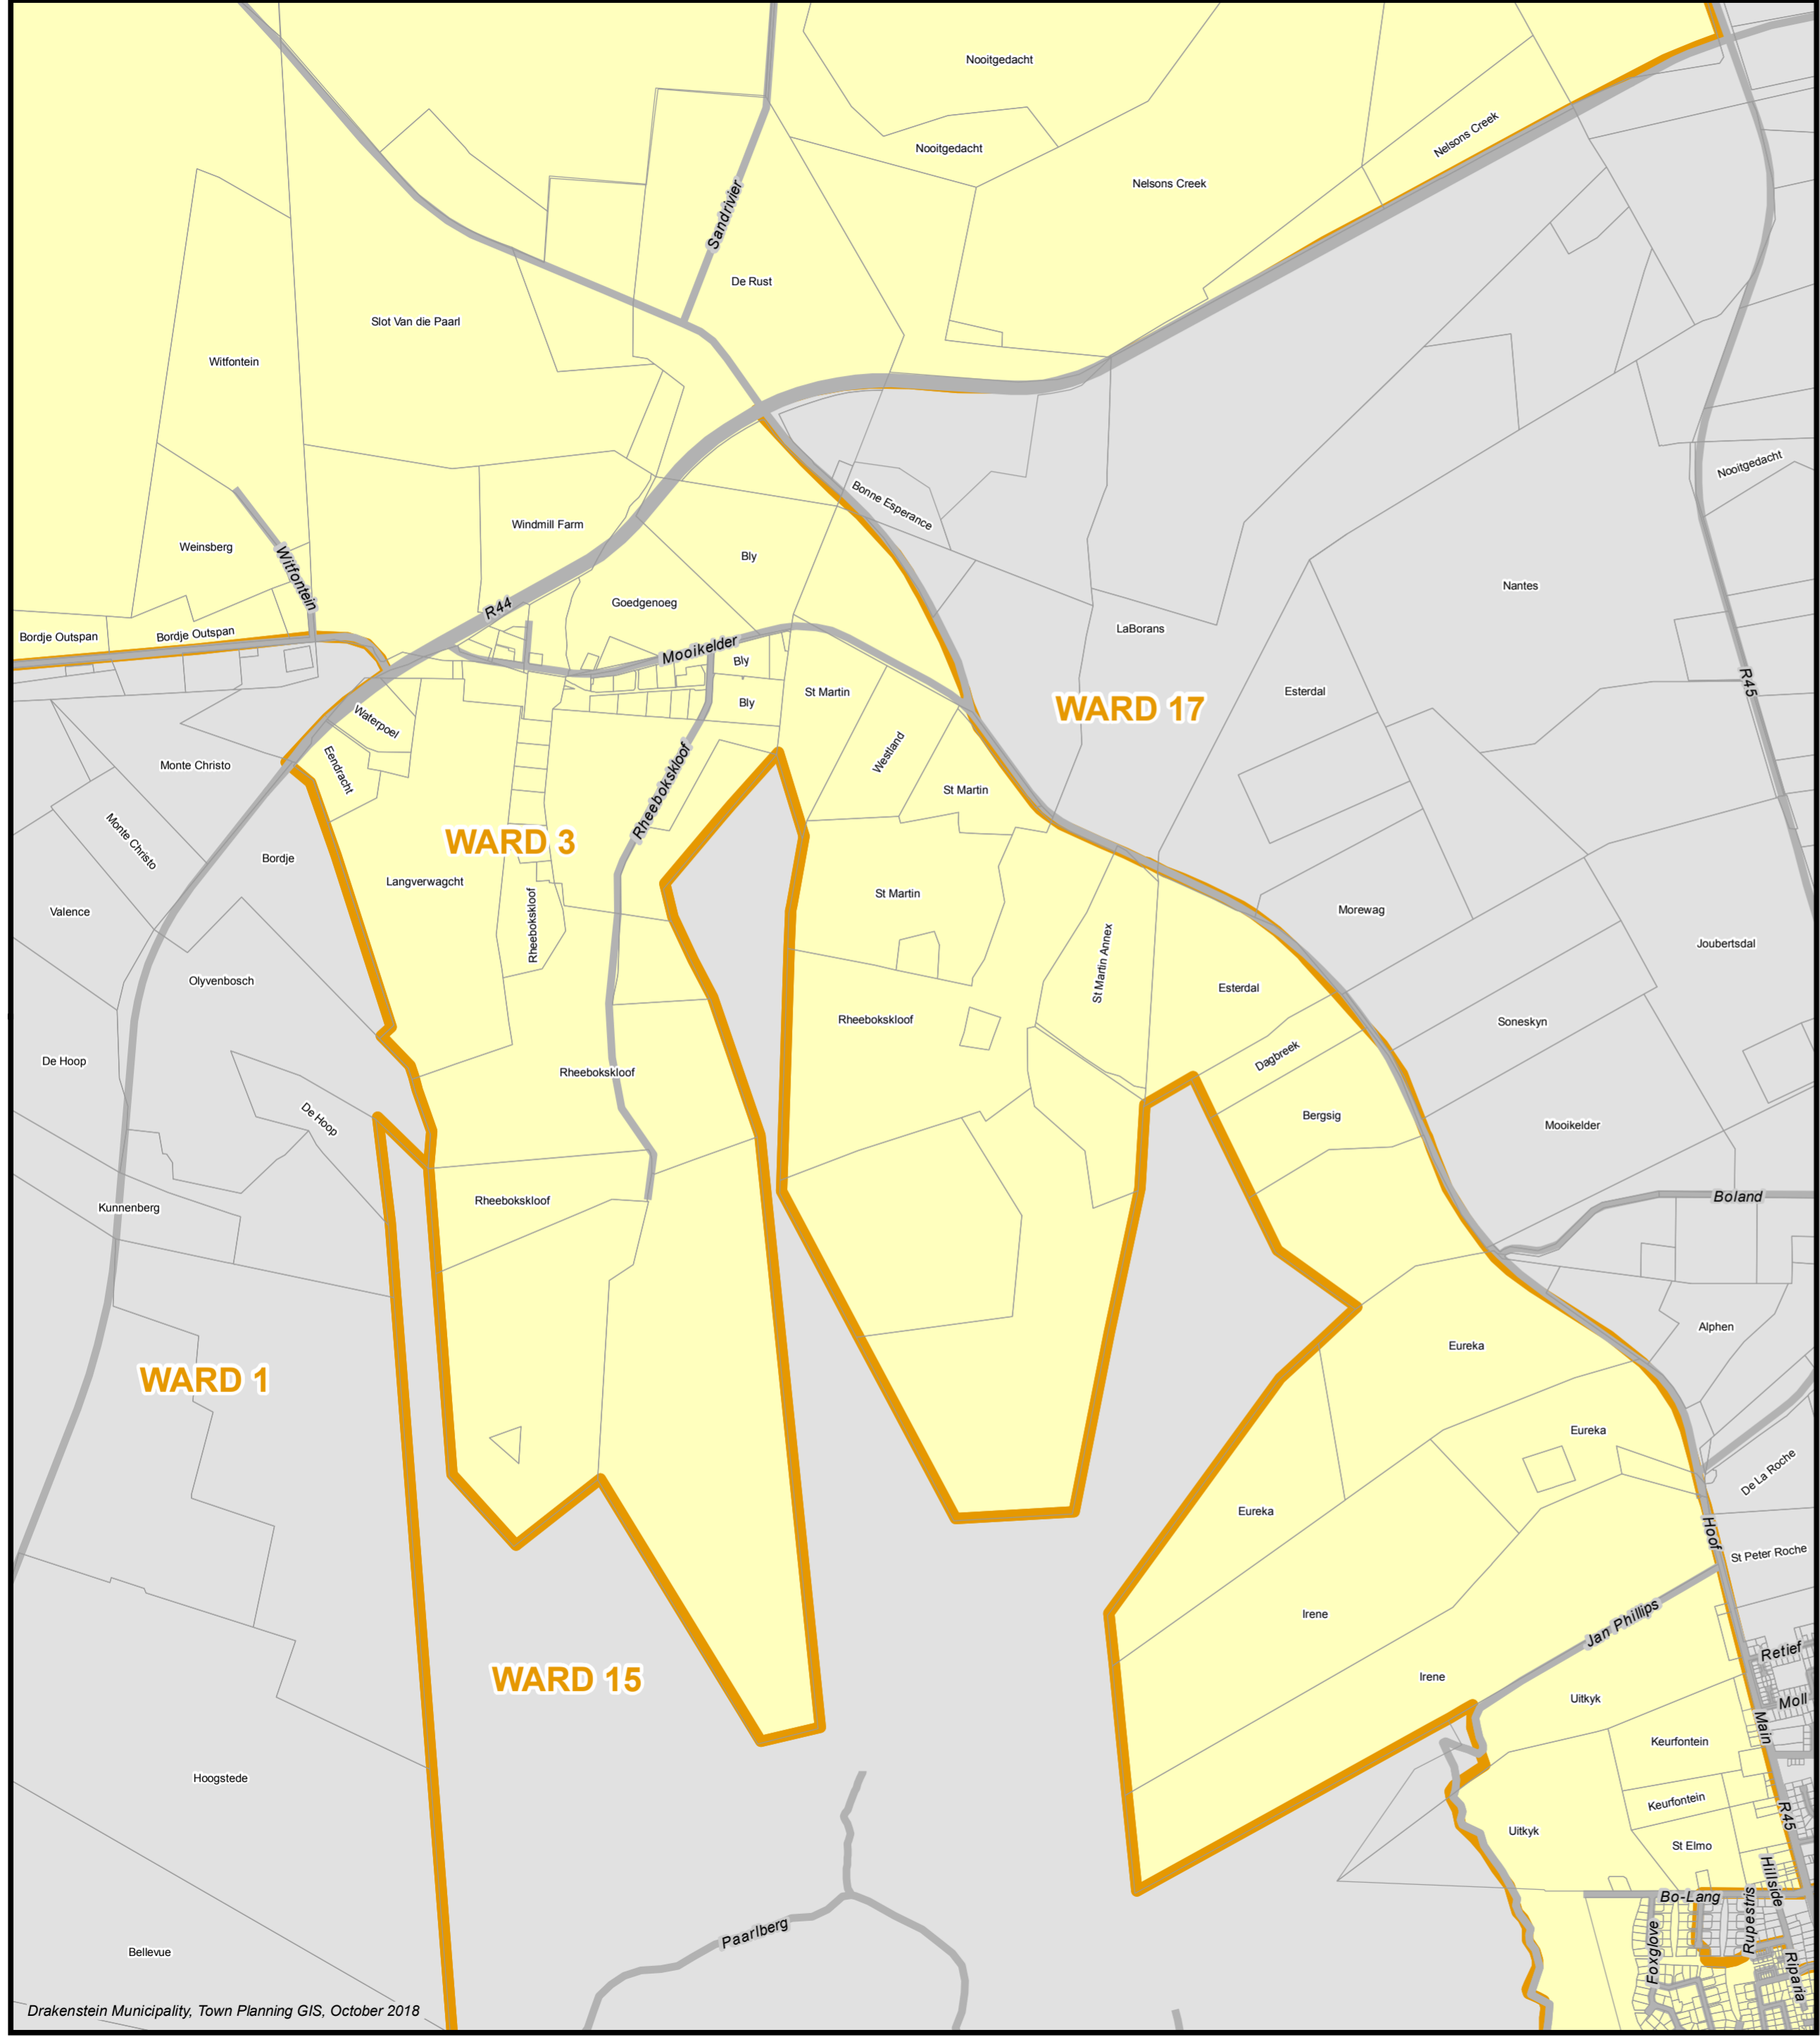 Nooitgedacht
Nelsons Creek
Nooitgedacht
Nelsons Creek
Sandrivier
De Rust
Slot Van die Paarl
Witfontein
Nooitgedacht
Bonne Esperance
Windmill Farm
Weinsberg
Bly
Witfontein
Nantes
R44
Goedgenoeg
LaBorans
Bordje Outspan
Bordje Outspan
Mooikelder
Bly
R45
St Martin
Esterdal
Bly
WARD 17
Waterpoel
Westland
Monte Christo
Eendracht
Rheebokskloof
St Martin
Monte Christo
WARD 3
Bordje
Langverwagcht
St Martin
Valence
Rheebokskloof
Morewag
Joubertsdal
St Martin Annex
Olyvenbosch
Esterdal
Rheebokskloof
Soneskyn
De Hoop
Dagbreek
Rheebokskloof
De Hoop
Bergsig
Mooikelder
Rheebokskloof
Boland
Kunnenberg
Alphen
Eureka
WARD 1
Eureka
De La Roche
Eureka
Hoof
St Peter Roche
Irene
Jan Phillips
Retief
Irene
WARD 15
Uitkyk
Moll
Main
Keurfontein
Hoogstede
Keurfontein
R45
Uitkyk
St Elmo
Hillside
Bo-Lang
Rupestris
Paarlberg
Foxglove
Bellevue
Riparia
Drakenstein Municipality, Town Planning GIS, October 2018